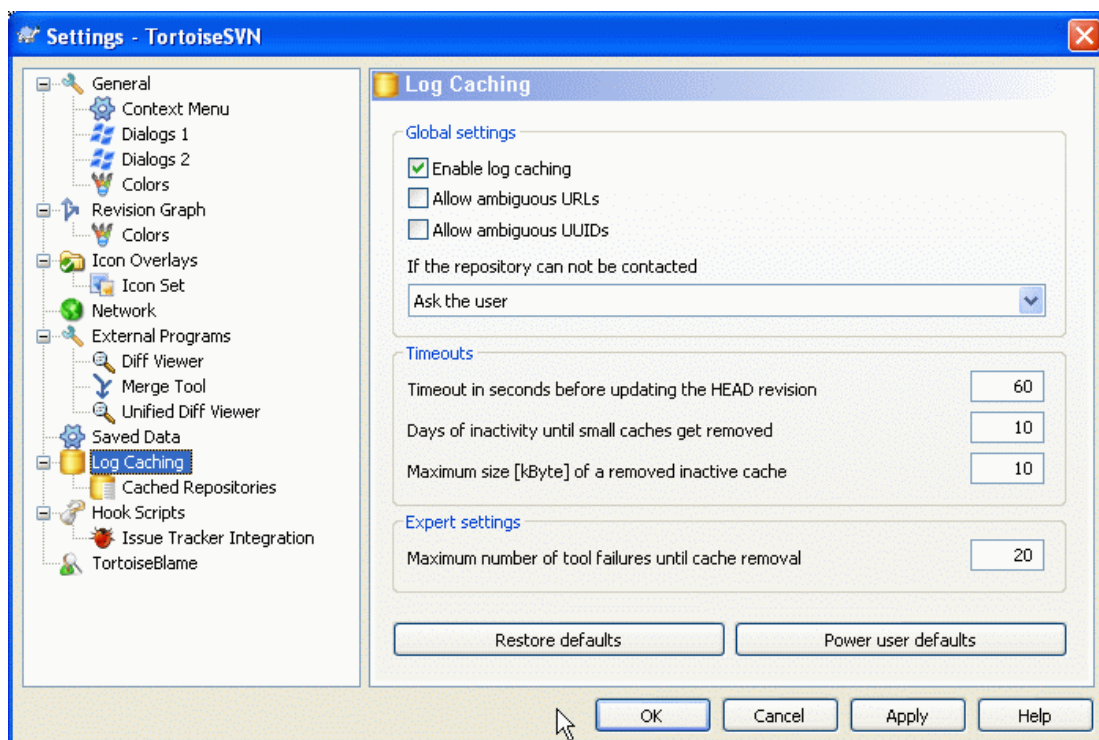 Settings - TortoiseSVN
General
Context Menu
Dialogs 1
Dialogs 2
Colors
Revision Graph
Colors
Icon Overlays
Icon Set
Network
External Programs
Diff Viewer
Merge Tool
Unified Diff Viewer
Saved Data
Log Caching
Cached Repositories
Hook Scripts
Issue Tracker Integration
TortoiseBlame
Log Caching
Global settings
Enable log caching
Allow ambiguous URLs
Allow ambiguous UUIDs
If the repository can not be contacted
Ask the user
Timeouts
Timeout in seconds before updating the HEAD revision 60
Days of inactivity until small caches get removed 10
Maximum size [kByte] of a removed inactive cache 10
Expert settings
Maximum number of tool failures until cache removal 20
Restore defaults Power user defaults
OK Cancel Apply Help